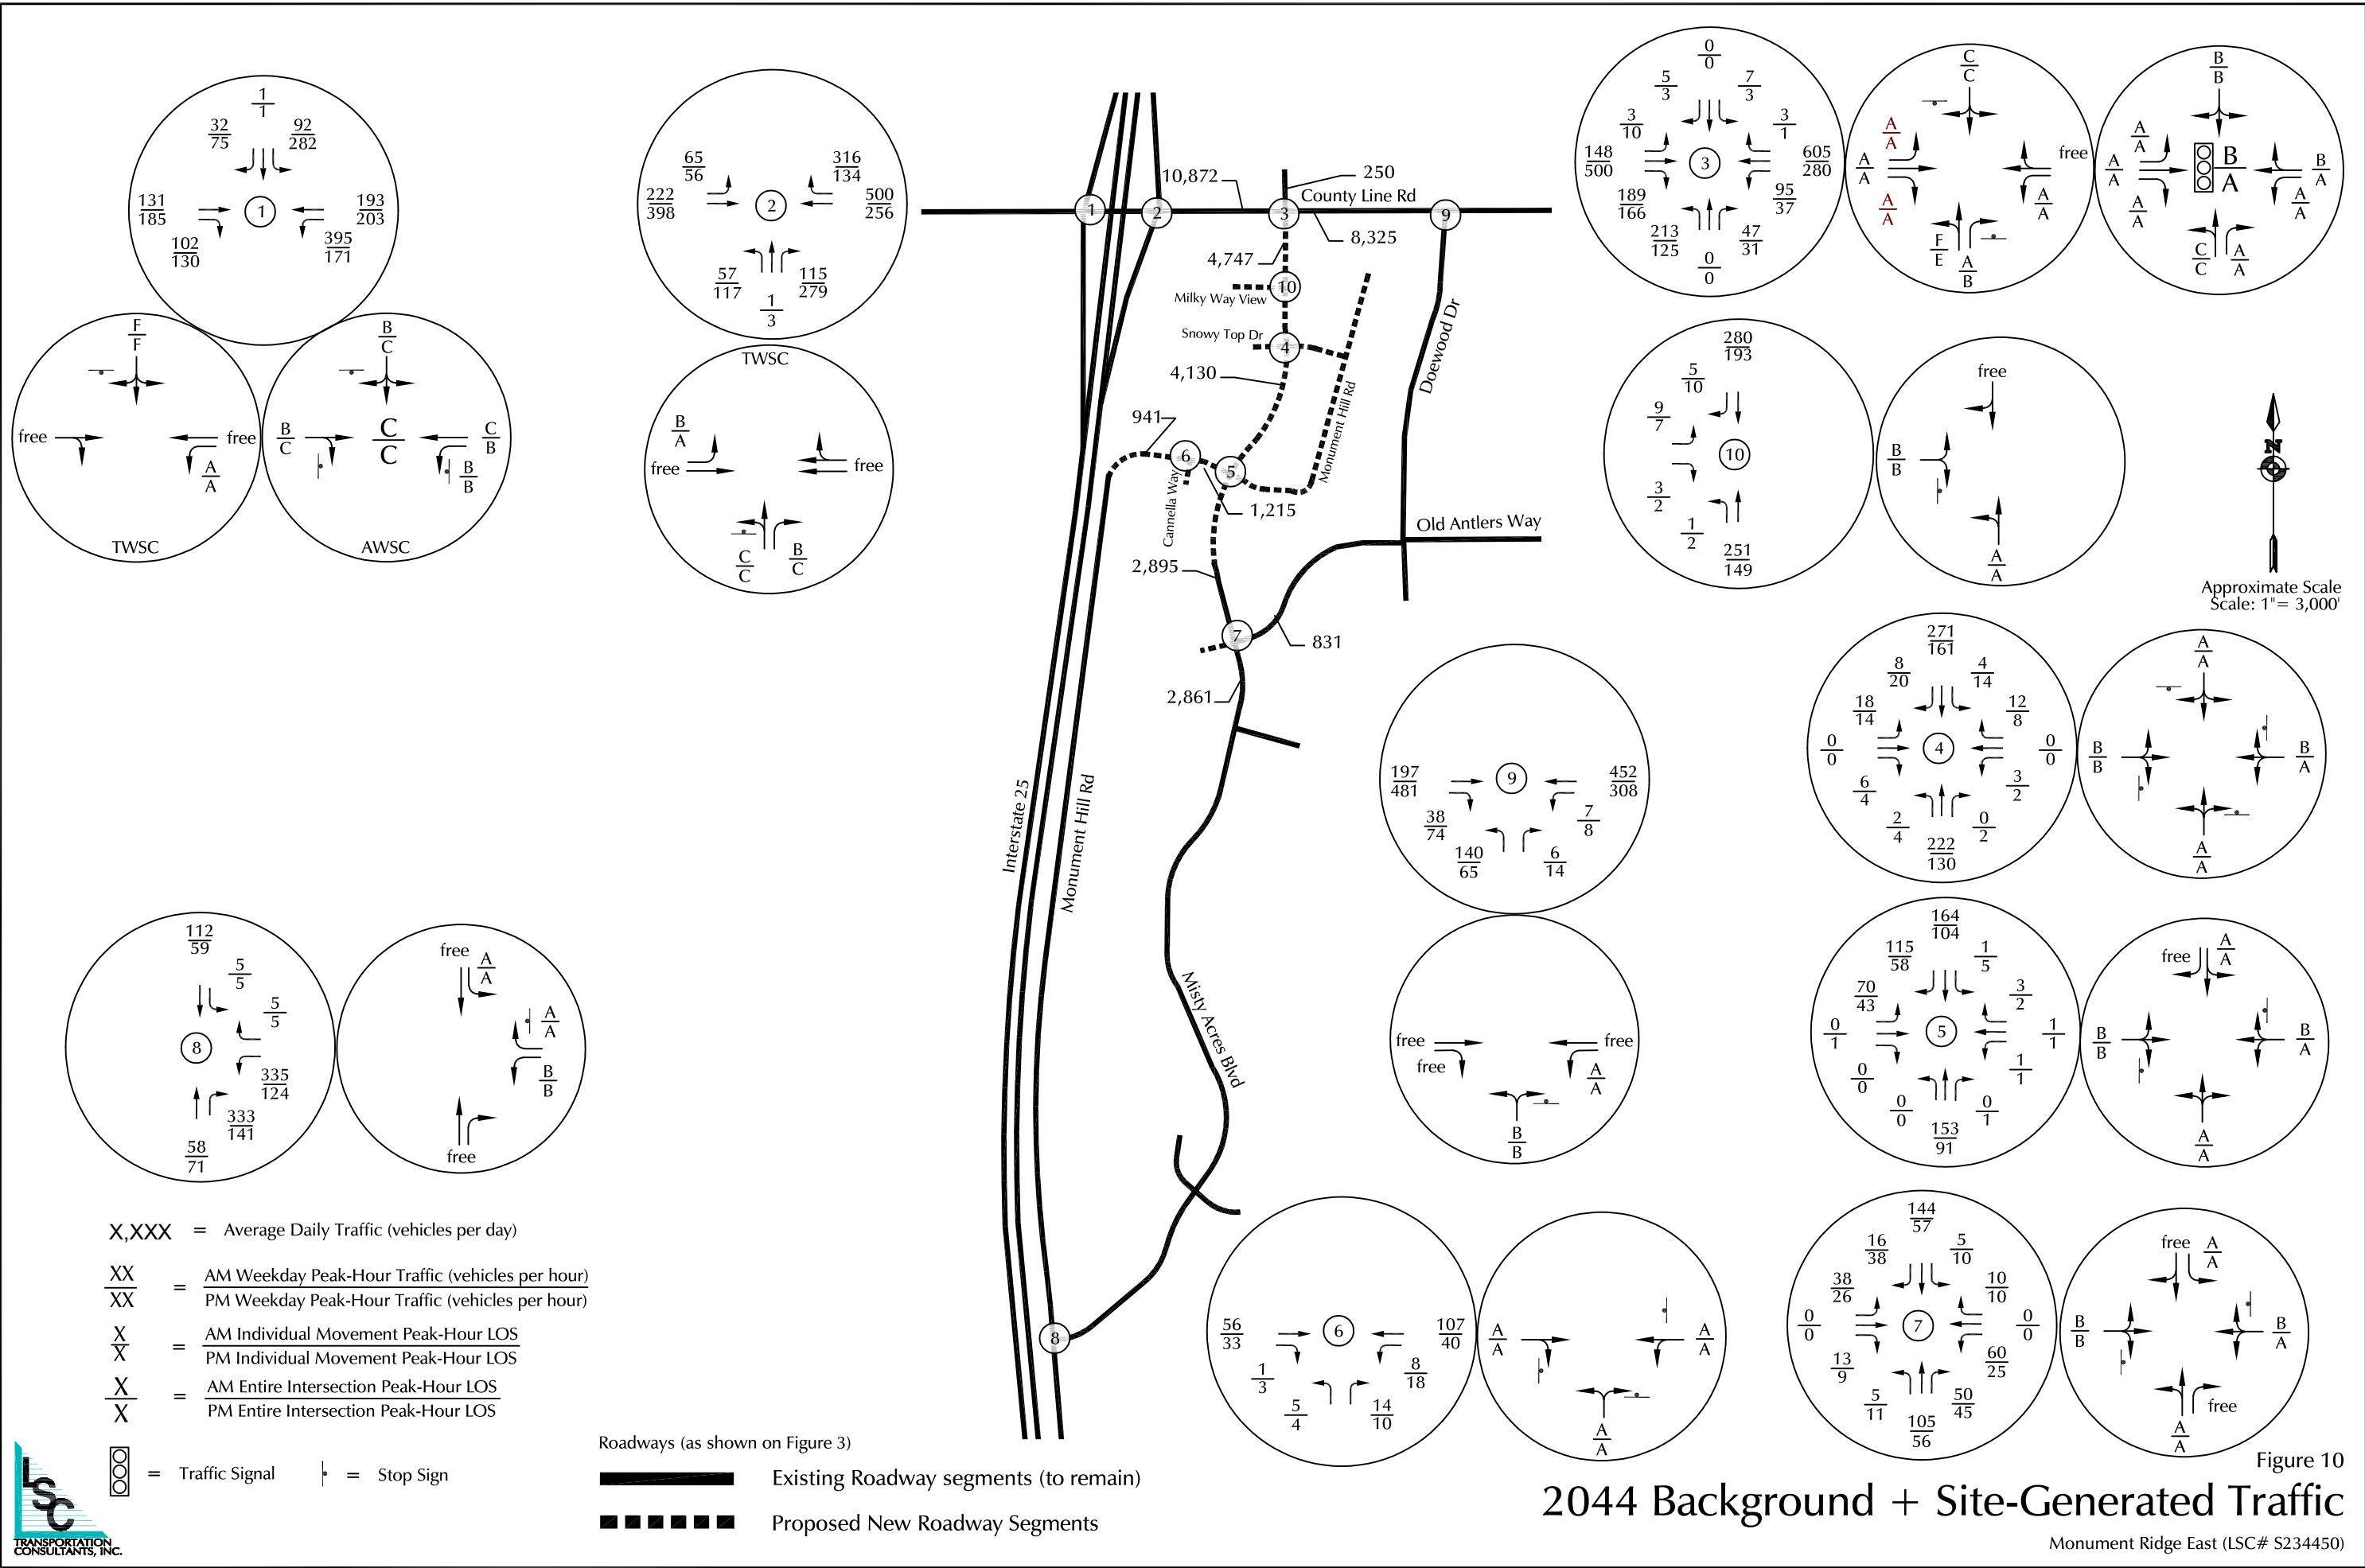 1
1
32
75
92
282
131
185
102
130
1
193
203
395
171
F
F
free
free
A
A
TWSC
B
C
B
C
C
C
C
B
B
B
AWSC
65
56
316
134
222
398
2
500
256
57
117
115
279
1
3
TWSC
B
A
free
free
C
C
B
C
10,872
250
County Line Rd
1
2
3
9
8,325
4,747
10
Milky Way View
Snowy Top Dr
4
4,130
941
6
5
1,215
Cannella Way
Monument Hill Rd
Doewood Dr
Old Antlers Way
2,895
7
831
2,861
Interstate 25
Monument Hill Rd
Misty Acres Blvd
8
0
0
5
3
7
3
3
10
3
1
148
500
3
605
280
189
166
95
37
213
125
47
31
0
0
C
C
A
A
A
A
A
A
free
A
A
F
E
A
B
B
B
A
A
A
A
A
A
B
A
B
A
A
A
C
C
A
A
280
193
5
10
9
7
10
3
2
1
2
251
149
free
B
B
A
A
N
Approximate Scale
Scale: 1"= 3,000'
271
161
8
20
4
14
18
14
12
8
0
0
4
0
0
6
4
3
2
2
4
0
2
222
130
A
A
B
B
B
A
A
A
197
481
9
452
308
38
74
7
8
140
65
6
14
free
free
free
A
A
B
B
164
104
115
58
1
5
70
43
3
2
0
1
5
1
1
0
0
1
1
0
0
0
1
153
91
free
A
A
B
B
B
A
A
A
112
59
5
5
5
5
8
335
124
333
141
58
71
free
A
A
A
A
B
B
free
56
33
6
107
40
1
3
8
18
5
4
14
10
A
A
A
A
A
A
144
57
16
38
5
10
38
26
10
10
0
0
7
0
0
13
9
60
25
5
11
50
45
105
56
free
A
A
B
B
B
A
free
A
A
X,XXX = Average Daily Traffic (vehicles per day)
XX = AM Weekday Peak-Hour Traffic (vehicles per hour)
XX PM Weekday Peak-Hour Traffic (vehicles per hour)
X = AM Individual Movement Peak-Hour LOS
X PM Individual Movement Peak-Hour LOS
X = AM Entire Intersection Peak-Hour LOS
X PM Entire Intersection Peak-Hour LOS
= Traffic Signal = Stop Sign
LSC
TRANSPORTATION
CONSULTANTS, INC.
Roadways (as shown on Figure 3)
Existing Roadway segments (to remain)
Proposed New Roadway Segments
Figure 10
2044 Background + Site-Generated Traffic
Monument Ridge East (LSC# S234450)